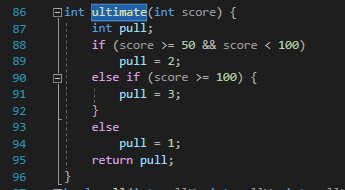 86 int ultimate(int score) {
87 int pull;
88 if (score >= 50 && score < 100)
89 pull = 2;
90 else if (score >= 100) {
91 pull = 3;
92 }
93 else
94 pull = 1;
95 return pull;
96 }